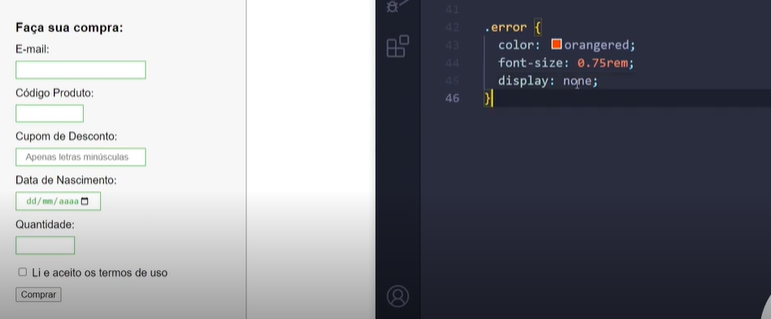 Faça sua compra:
E-mail:
Código Produto:
Cupom de Desconto:
Apenas letras minúsculas
Data de Nascimento:
dd/mm/aaaa
Quantidade:
Li e aceito os termos de uso
Comprar
41
42 .error {
43 color: orangered;
44 font-size: 0.75rem;
45 display: none;
46 }